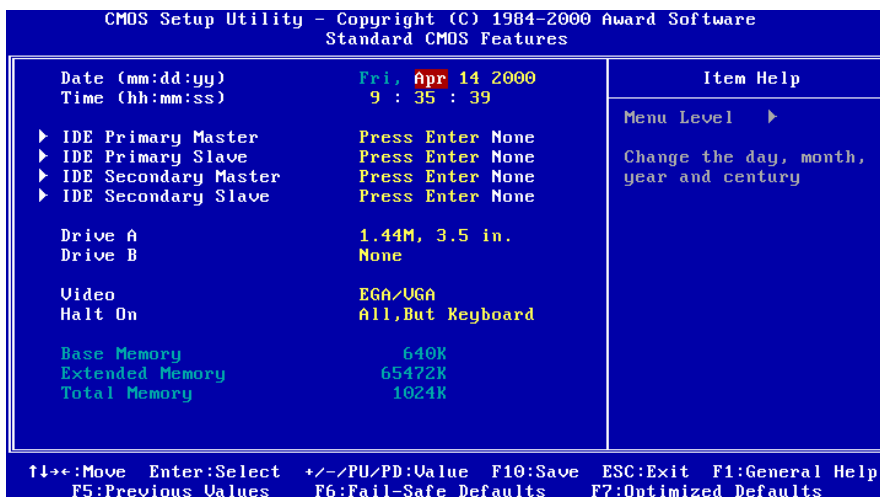 CMOS Setup Utility – Copyright (C) 1984–2000 Award Software
Standard CMOS Features
Date (mm:dd:yy) Fri, Apr 14 2000
Time (hh:mm:ss) 9 : 35 : 39
IDE Primary Master Press Enter None
IDE Primary Slave Press Enter None
IDE Secondary Master Press Enter None
IDE Secondary Slave Press Enter None
Drive A 1.44M, 3.5 in.
Drive B None
Video EGA/VGA
Halt On All,But Keyboard
Base Memory 640K
Extended Memory 65472K
Total Memory 1024K
Item Help
Menu Level
Change the day, month,
year and century
↑↓→←:Move Enter:Select +/-/PU/PD:Value F10:Save ESC:Exit F1:General Help
F5:Previous Values F6:Fail-Safe Defaults F7:Optimized Defaults